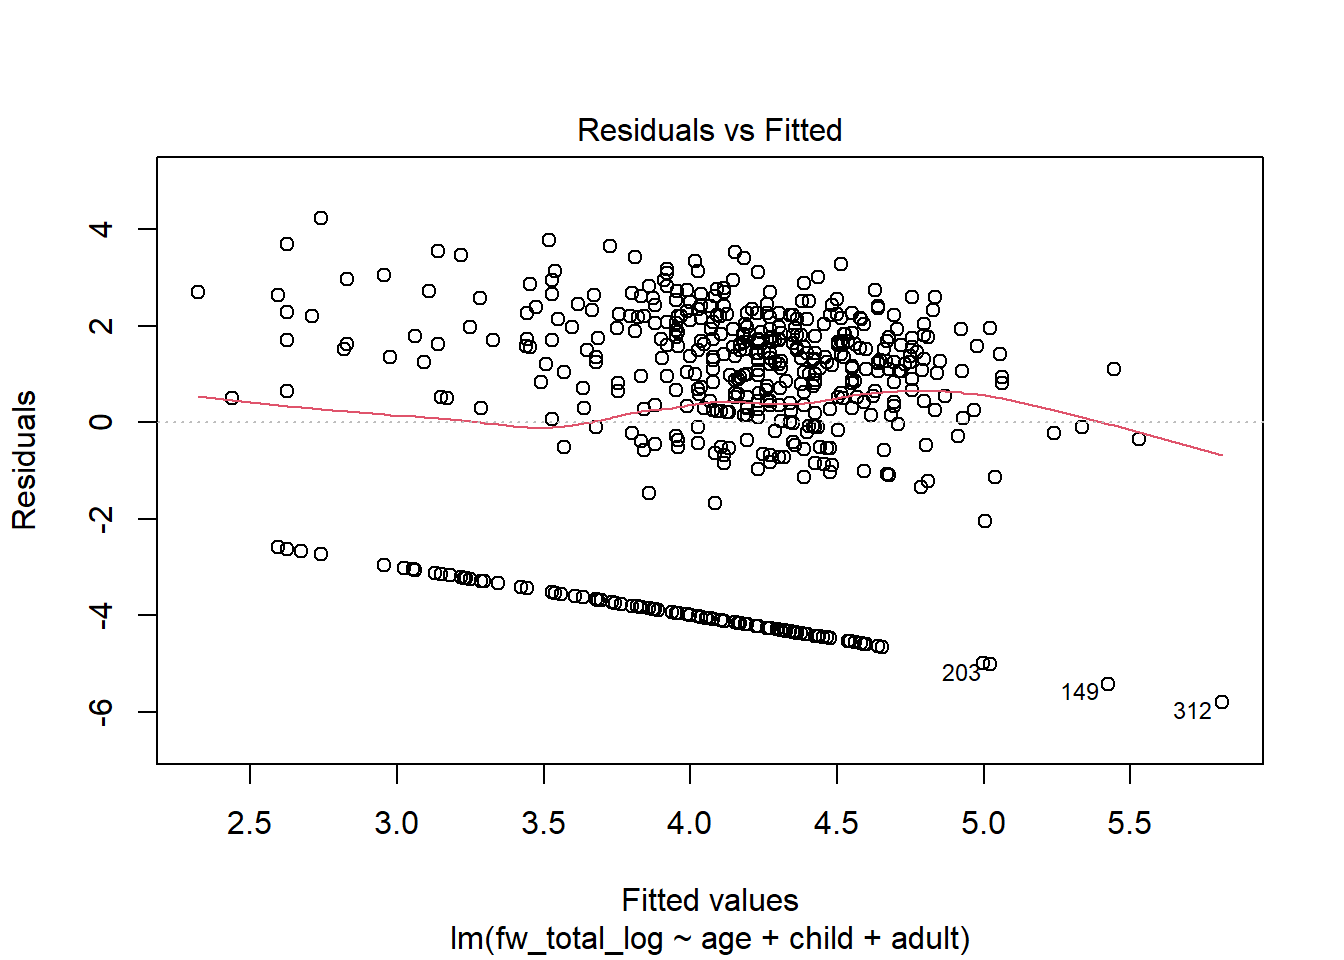 Residuals vs Fitted
Residuals
4
2
0
-2
-4
-6
203
149
312
2.5 3.0 3.5 4.0 4.5 5.0 5.5
Fitted values
lm(fw_total_log ~ age + child + adult)